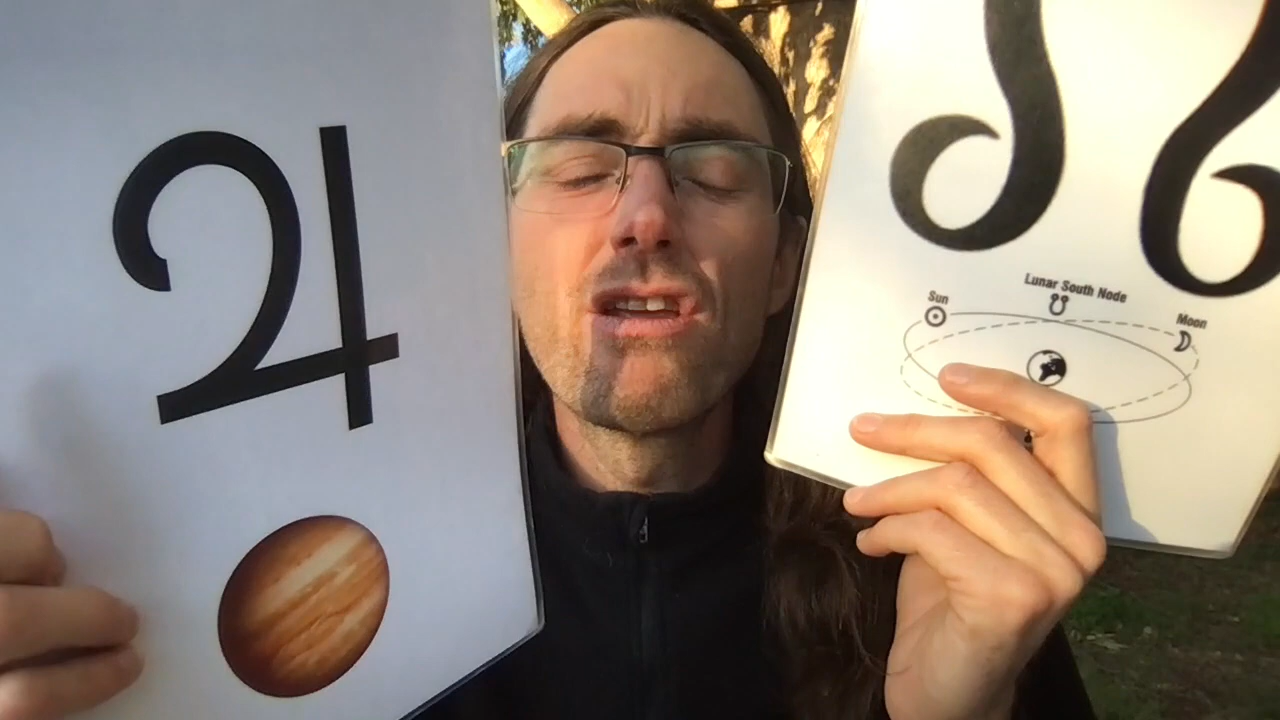 ♃
☊
Lunar South Node
☋
Sun
☉
Moon
☽